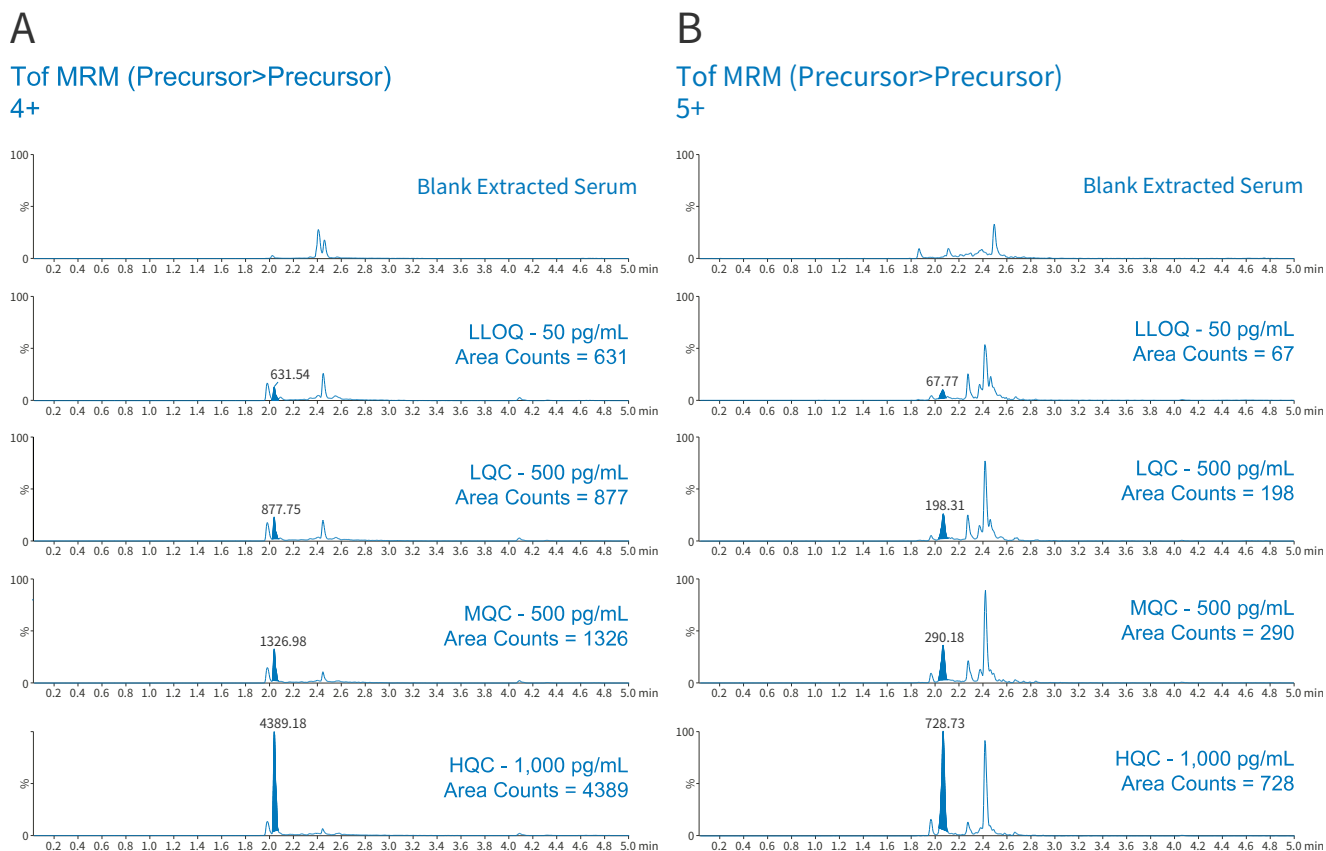 A
Tof MRM (Precursor>Precursor)
4+
100
%
0
Blank Extracted Serum
0.2 0.4 0.6 0.8 1.0 1.2 1.4 1.6 1.8 2.0 2.2 2.4 2.6 2.8 3.0 3.2 3.4 3.6 3.8 4.0 4.2 4.4 4.6 4.8 5.0 min
100
%
0
LLOQ - 50 pg/mL
Area Counts = 631
631.54
0.2 0.4 0.6 0.8 1.0 1.2 1.4 1.6 1.8 2.0 2.2 2.4 2.6 2.8 3.0 3.2 3.4 3.6 3.8 4.0 4.2 4.4 4.6 4.8 5.0 min
100
%
0
LQC - 500 pg/mL
Area Counts = 877
877.75
0.2 0.4 0.6 0.8 1.0 1.2 1.4 1.6 1.8 2.0 2.2 2.4 2.6 2.8 3.0 3.2 3.4 3.6 3.8 4.0 4.2 4.4 4.6 4.8 5.0 min
100
%
0
MQC - 500 pg/mL
Area Counts = 1326
1326.98
0.2 0.4 0.6 0.8 1.0 1.2 1.4 1.6 1.8 2.0 2.2 2.4 2.6 2.8 3.0 3.2 3.4 3.6 3.8 4.0 4.2 4.4 4.6 4.8 5.0 min
4389.18
%
0
HQC - 1,000 pg/mL
Area Counts = 4389
0.2 0.4 0.6 0.8 1.0 1.2 1.4 1.6 1.8 2.0 2.2 2.4 2.6 2.8 3.0 3.2 3.4 3.6 3.8 4.0 4.2 4.4 4.6 4.8 5.0 min
B
Tof MRM (Precursor>Precursor)
5+
100
%
0
Blank Extracted Serum
0.2 0.4 0.6 0.8 1.0 1.2 1.4 1.6 1.8 2.0 2.2 2.4 2.6 2.8 3.0 3.2 3.4 3.6 3.8 4.0 4.2 4.4 4.6 4.8 5.0 min
100
%
0
LLOQ - 50 pg/mL
Area Counts = 67
67.77
0.2 0.4 0.6 0.8 1.0 1.2 1.4 1.6 1.8 2.0 2.2 2.4 2.6 2.8 3.0 3.2 3.4 3.6 3.8 4.0 4.2 4.4 4.6 4.8 5.0 min
100
%
0
LQC - 500 pg/mL
Area Counts = 198
198.31
0.2 0.4 0.6 0.8 1.0 1.2 1.4 1.6 1.8 2.0 2.2 2.4 2.6 2.8 3.0 3.2 3.4 3.6 3.8 4.0 4.2 4.4 4.6 4.8 5.0 min
100
%
0
MQC - 500 pg/mL
Area Counts = 290
290.18
0.2 0.4 0.6 0.8 1.0 1.2 1.4 1.6 1.8 2.0 2.2 2.4 2.6 2.8 3.0 3.2 3.4 3.6 3.8 4.0 4.2 4.4 4.6 4.8 5.0 min
728.73
100
%
0
HQC - 1,000 pg/mL
Area Counts = 728
0.2 0.4 0.6 0.8 1.0 1.2 1.4 1.6 1.8 2.0 2.2 2.4 2.6 2.8 3.0 3.2 3.4 3.6 3.8 4.0 4.2 4.4 4.6 4.8 5.0 min